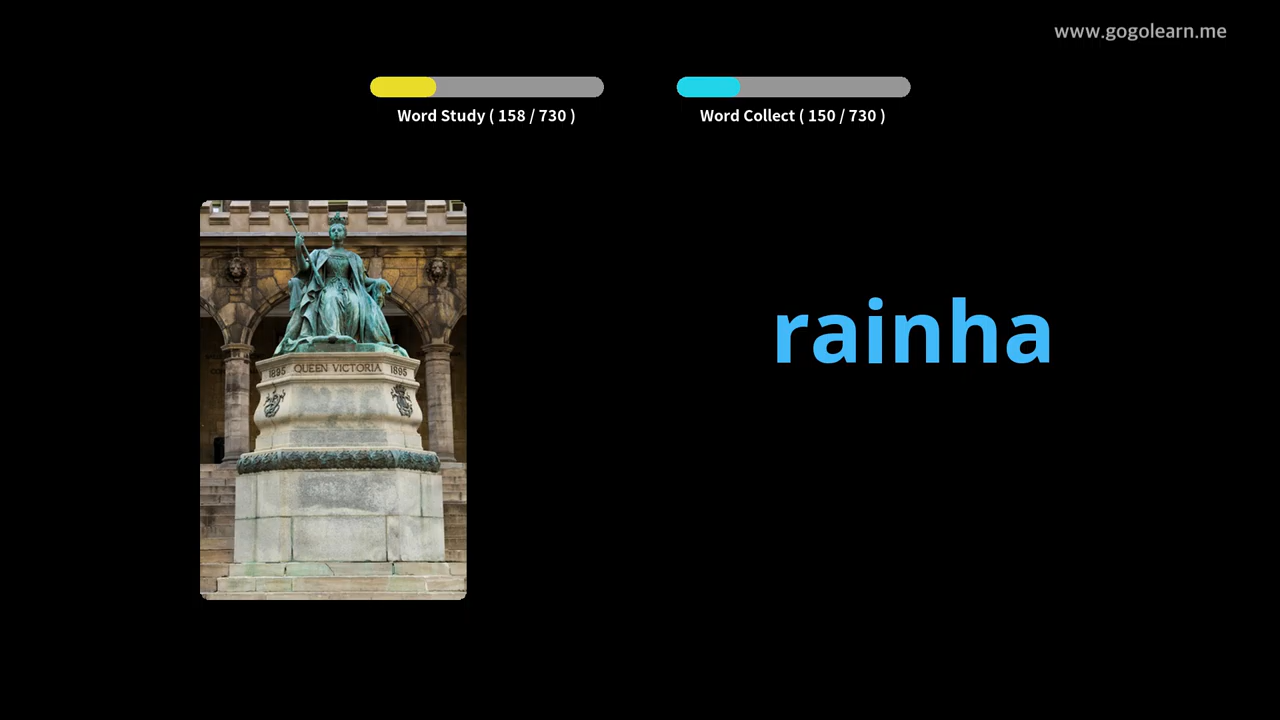 www.gogolearn.me
Word Study ( 158 / 730 )
Word Collect ( 150 / 730 )
rainha
1895 QUEEN VICTORIA 1895